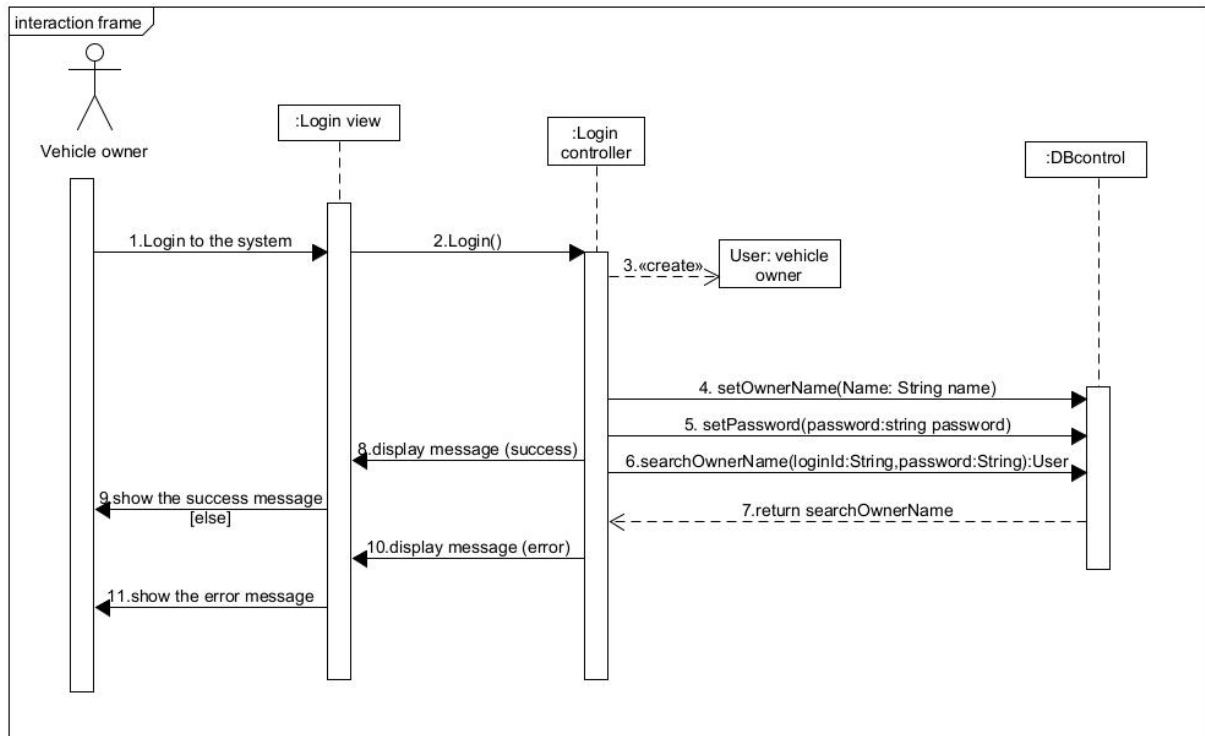 interaction frame
Vehicle owner
:Login view
:Login
controller
:DBcontrol
1.Login to the system
2.Login()
3.«create»
User: vehicle
owner
4. setOwnerName(Name: String name)
5. setPassword(password:string password)
8.display message (success)
6.searchOwnerName(loginId:String,password:String):User
9.show the success message
[else]
7.return searchOwnerName
10.display message (error)
11.show the error message